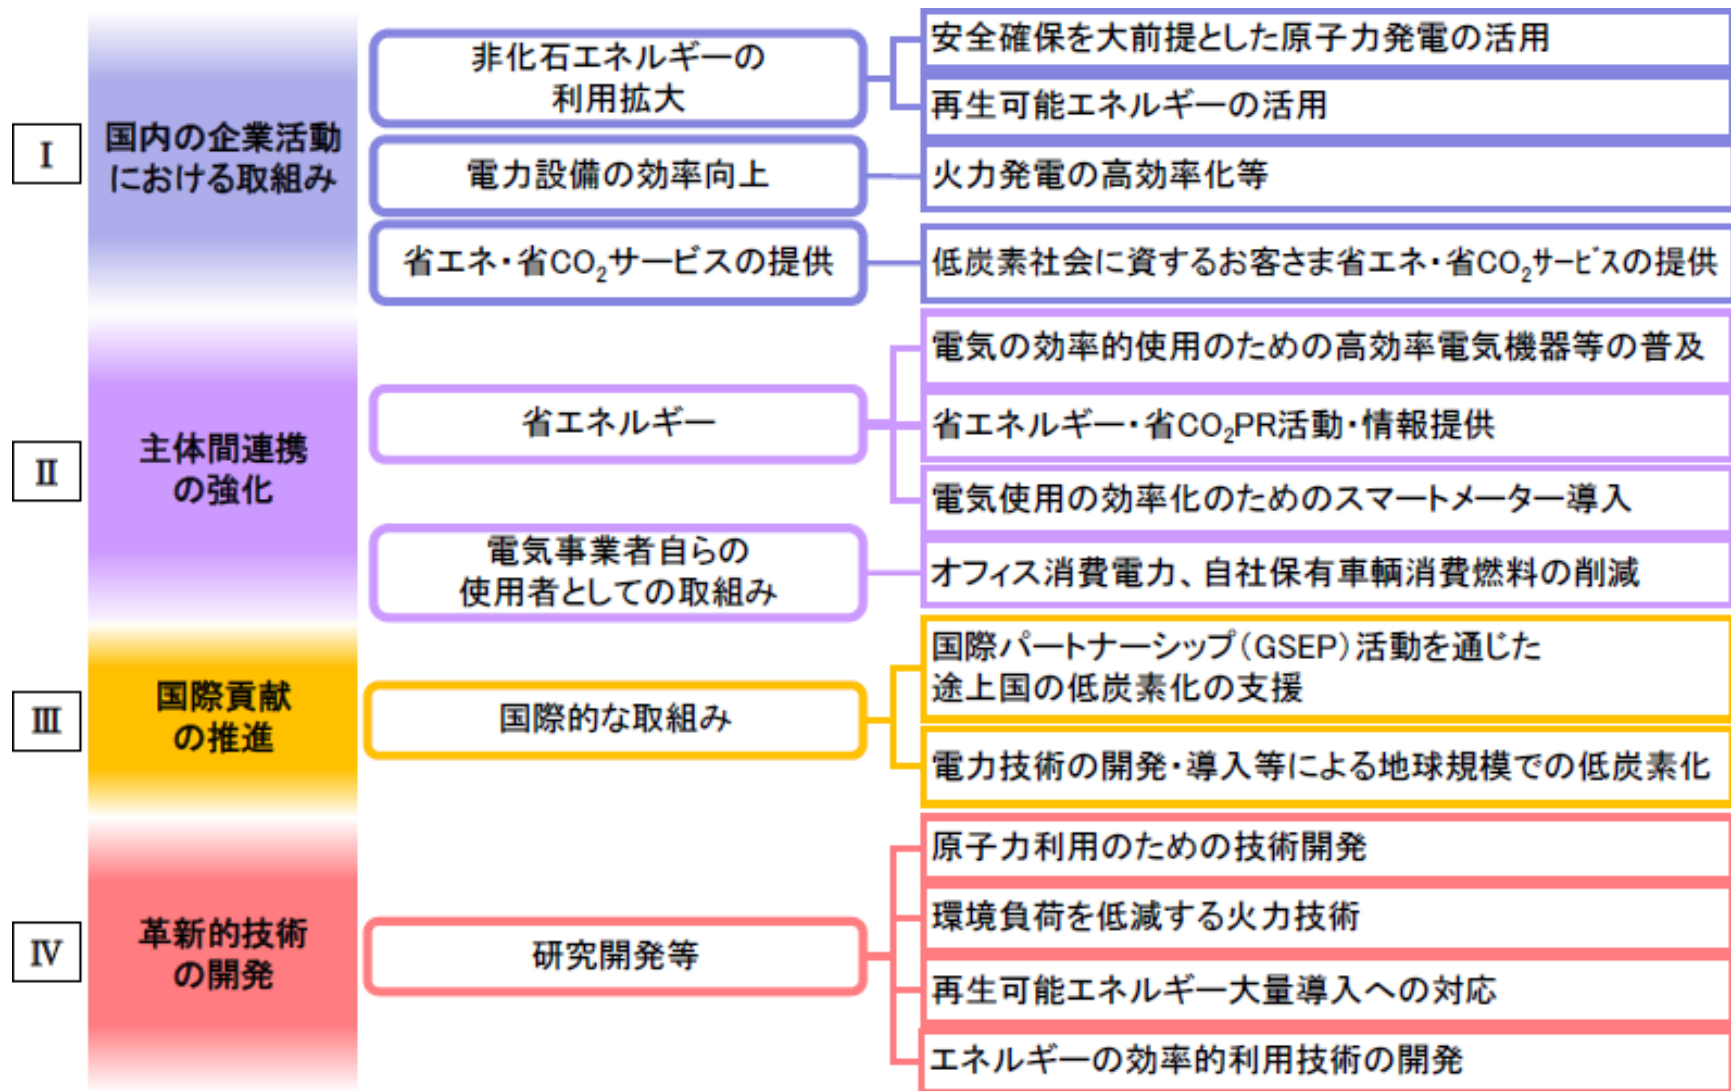 Ⅰ
国内の企業活動
における取組み
非化石エネルギーの
利用拡大
安全確保を大前提とした原子力発電の活用
再生可能エネルギーの活用
電力設備の効率向上
火力発電の高効率化等
省エネ・省CO₂サービスの提供
低炭素社会に資するお客さま省エネ・省CO₂サービスの提供
Ⅱ
主体間連携
の強化
省エネルギー
電気の効率的使用のための高効率電気機器等の普及
省エネルギー・省CO₂PR活動・情報提供
電気使用の効率化のためのスマートメーター導入
電気事業者自らの
使用者としての取組み
オフィス消費電力、自社保有車輌消費燃料の削減
Ⅲ
国際貢献
の推進
国際的な取組み
国際パートナーシップ(GSEP)活動を通じた
途上国の低炭素化の支援
電力技術の開発・導入等による地球規模での低炭素化
Ⅳ
革新的技術
の開発
研究開発等
原子力利用のための技術開発
環境負荷を低減する火力技術
再生可能エネルギー大量導入への対応
エネルギーの効率的利用技術の開発